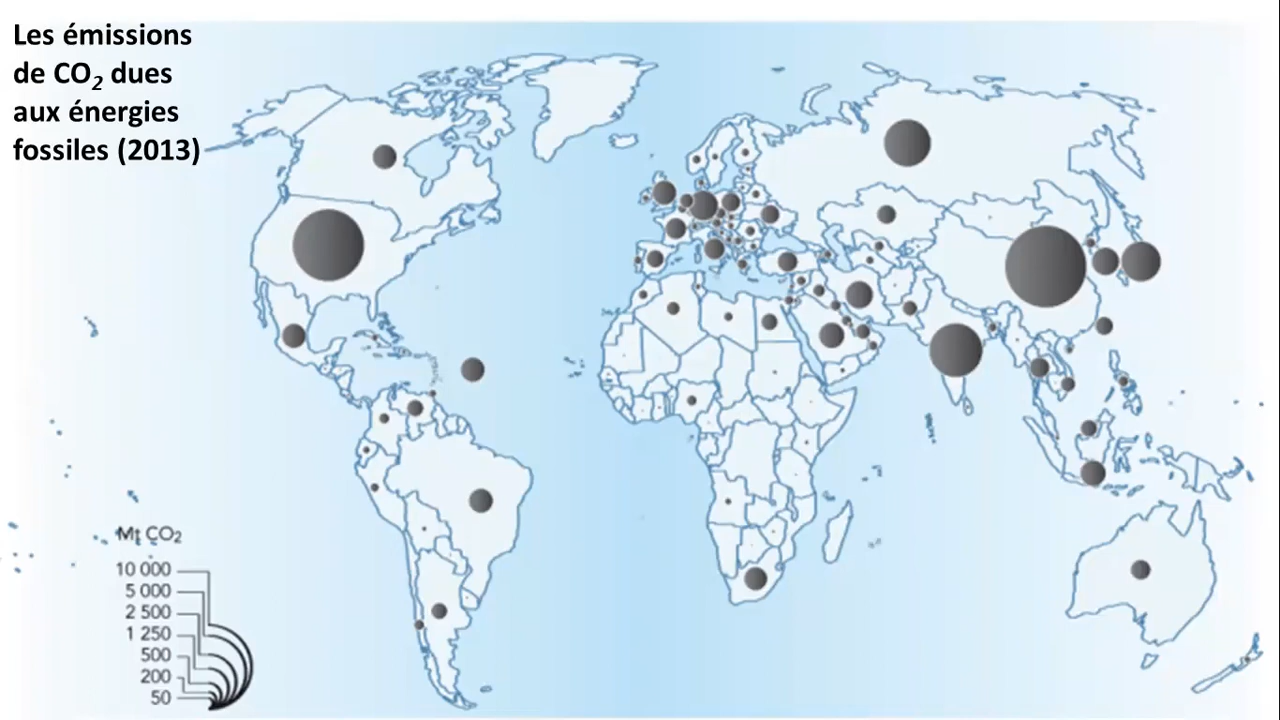 Les émissions
de CO2 dues
aux énergies
fossiles (2013)
Mt CO2
10 000
5 000
2 500
1 250
500
200
50